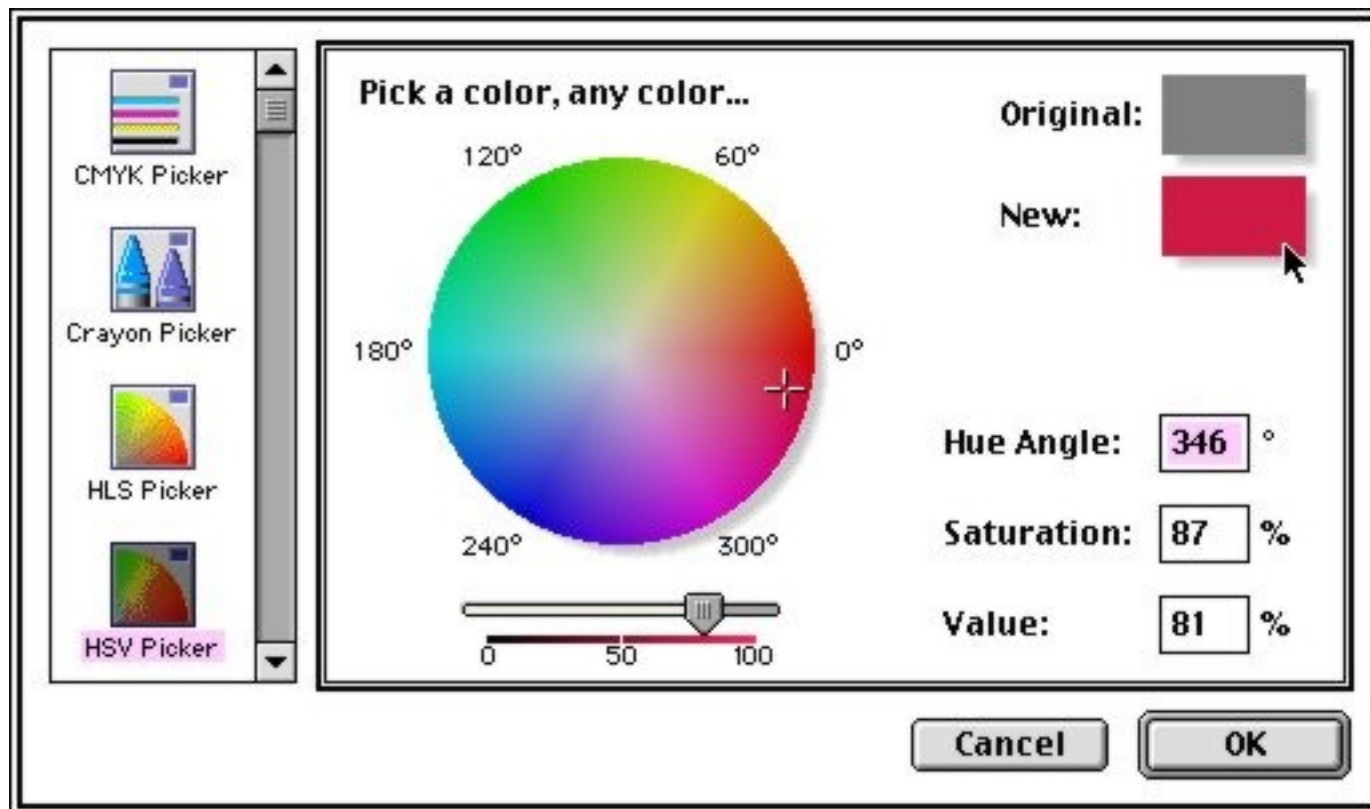 CMYK Picker
Crayon Picker
HLS Picker
HSV Picker
Pick a color, any color...
120° 60°
180° 0°
240° 300°
0 50 100
Original:
New:
Hue Angle: 346 °
Saturation: 87 %
Value: 81 %
Cancel OK